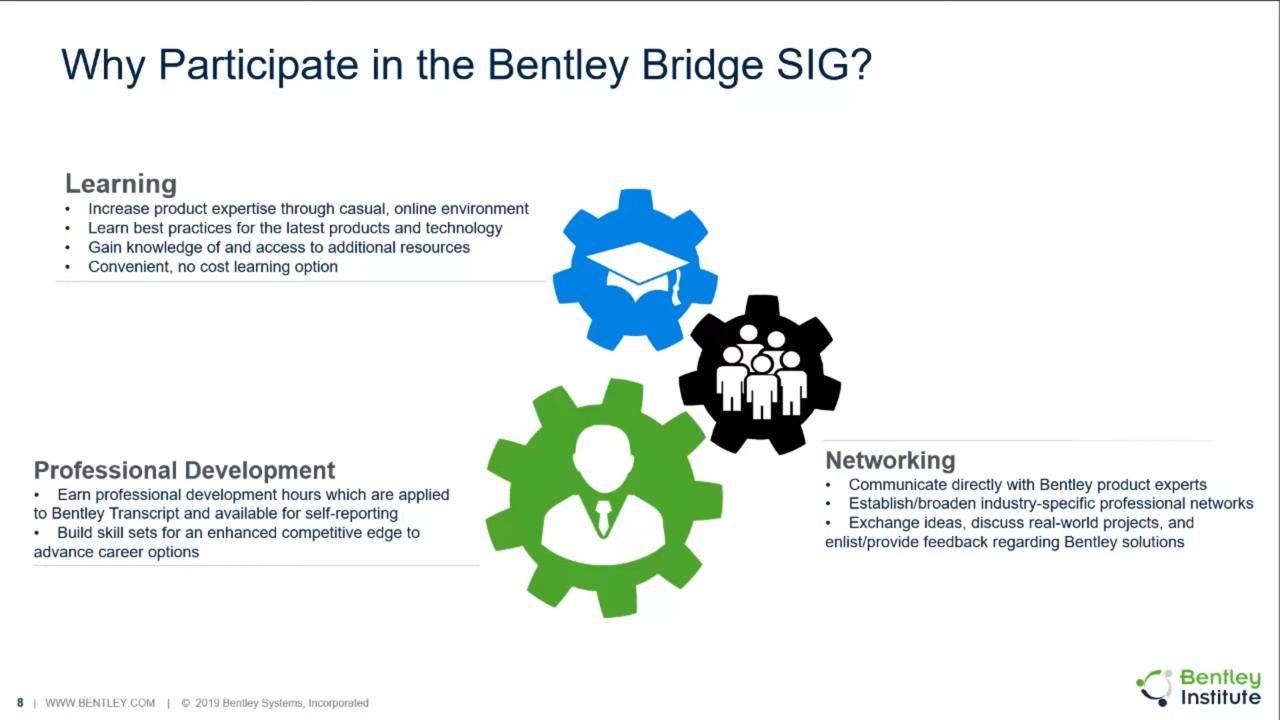 Why Participate in the Bentley Bridge SIG?
Learning
• Increase product expertise through casual, online environment
• Learn best practices for the latest products and technology
• Gain knowledge of and access to additional resources
• Convenient, no cost learning option
Professional Development
• Earn professional development hours which are applied
to Bentley Transcript and available for self-reporting
• Build skill sets for an enhanced competitive edge to
advance career options
Networking
• Communicate directly with Bentley product experts
• Establish/broaden industry-specific professional networks
• Exchange ideas, discuss real-world projects, and
enlist/provide feedback regarding Bentley solutions
8 | WWW.BENTLEY.COM | © 2019 Bentley Systems, Incorporated
Bentley
Institute